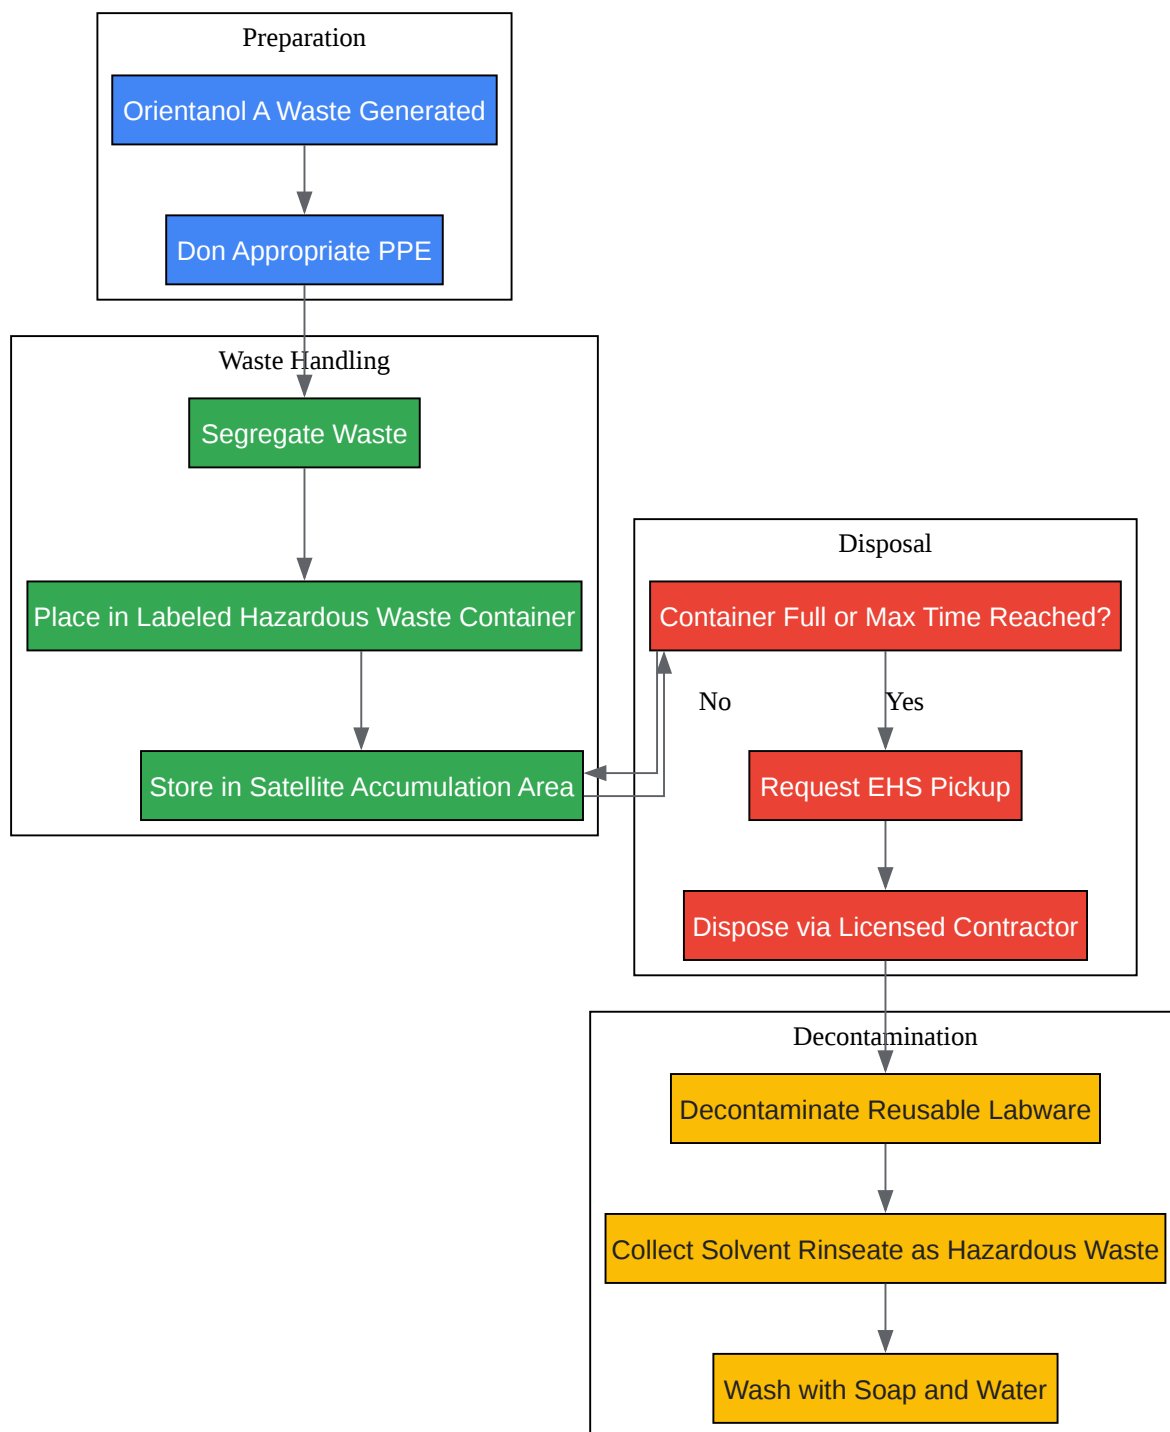 Preparation
Orientanol A Waste Generated
Don Appropriate PPE
Waste Handling
Segregate Waste
Place in Labeled Hazardous Waste Container
Store in Satellite Accumulation Area
Disposal
Container Full or Max Time Reached?
No
Yes
Request EHS Pickup
Dispose via Licensed Contractor
Decontamination
Decontaminate Reusable Labware
Collect Solvent Rinseate as Hazardous Waste
Wash with Soap and Water